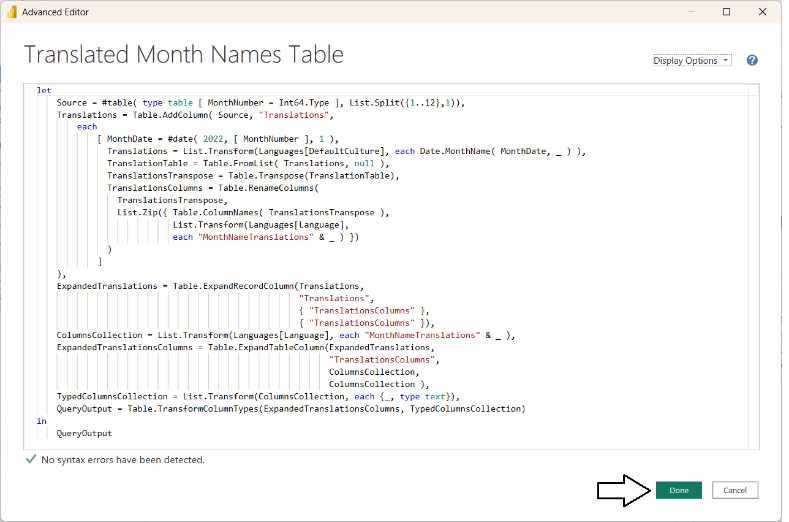 Advanced Editor
Translated Month Names Table
Display Options
?
let
Source = #table( type table [ MonthNumber = Int64.Type ], List.Split({1..12},1)),
Translations = Table.AddColumn( Source, "Translations",
each
[ MonthDate = #date( 2022, [ MonthNumber ], 1 ),
Translations = List.Transform(Languages[DefaultCulture], each Date.MonthName( MonthDate, _ ) ),
TranslationTable = Table.FromList( Translations, null ),
TranslationsTranspose = Table.Transpose(TranslationTable),
TranslationsColumns = Table.RenameColumns(
TranslationsTranspose,
List.Zip({ Table.ColumnNames( TranslationsTranspose ),
List.Transform(Languages[Language],
each "MonthNameTranslations" & _ ) })
)
]
),
ExpandedTranslations = Table.ExpandRecordColumn(Translations,
"Translations",
{ "TranslationsColumns" },
{ "TranslationsColumns" }),
ColumnsCollection = List.Transform(Languages[Language], each "MonthNameTranslations" & _ ),
ExpandedTranslationsColumns = Table.ExpandTableColumn(ExpandedTranslations,
"TranslationsColumns",
ColumnsCollection,
ColumnsCollection ),
TypedColumnsCollection = List.Transform(ColumnsCollection, each {_, type text}),
QueryOutput = Table.TransformColumnTypes(ExpandedTranslationsColumns, TypedColumnsCollection)
in
QueryOutput
No syntax errors have been detected.
Done
Cancel